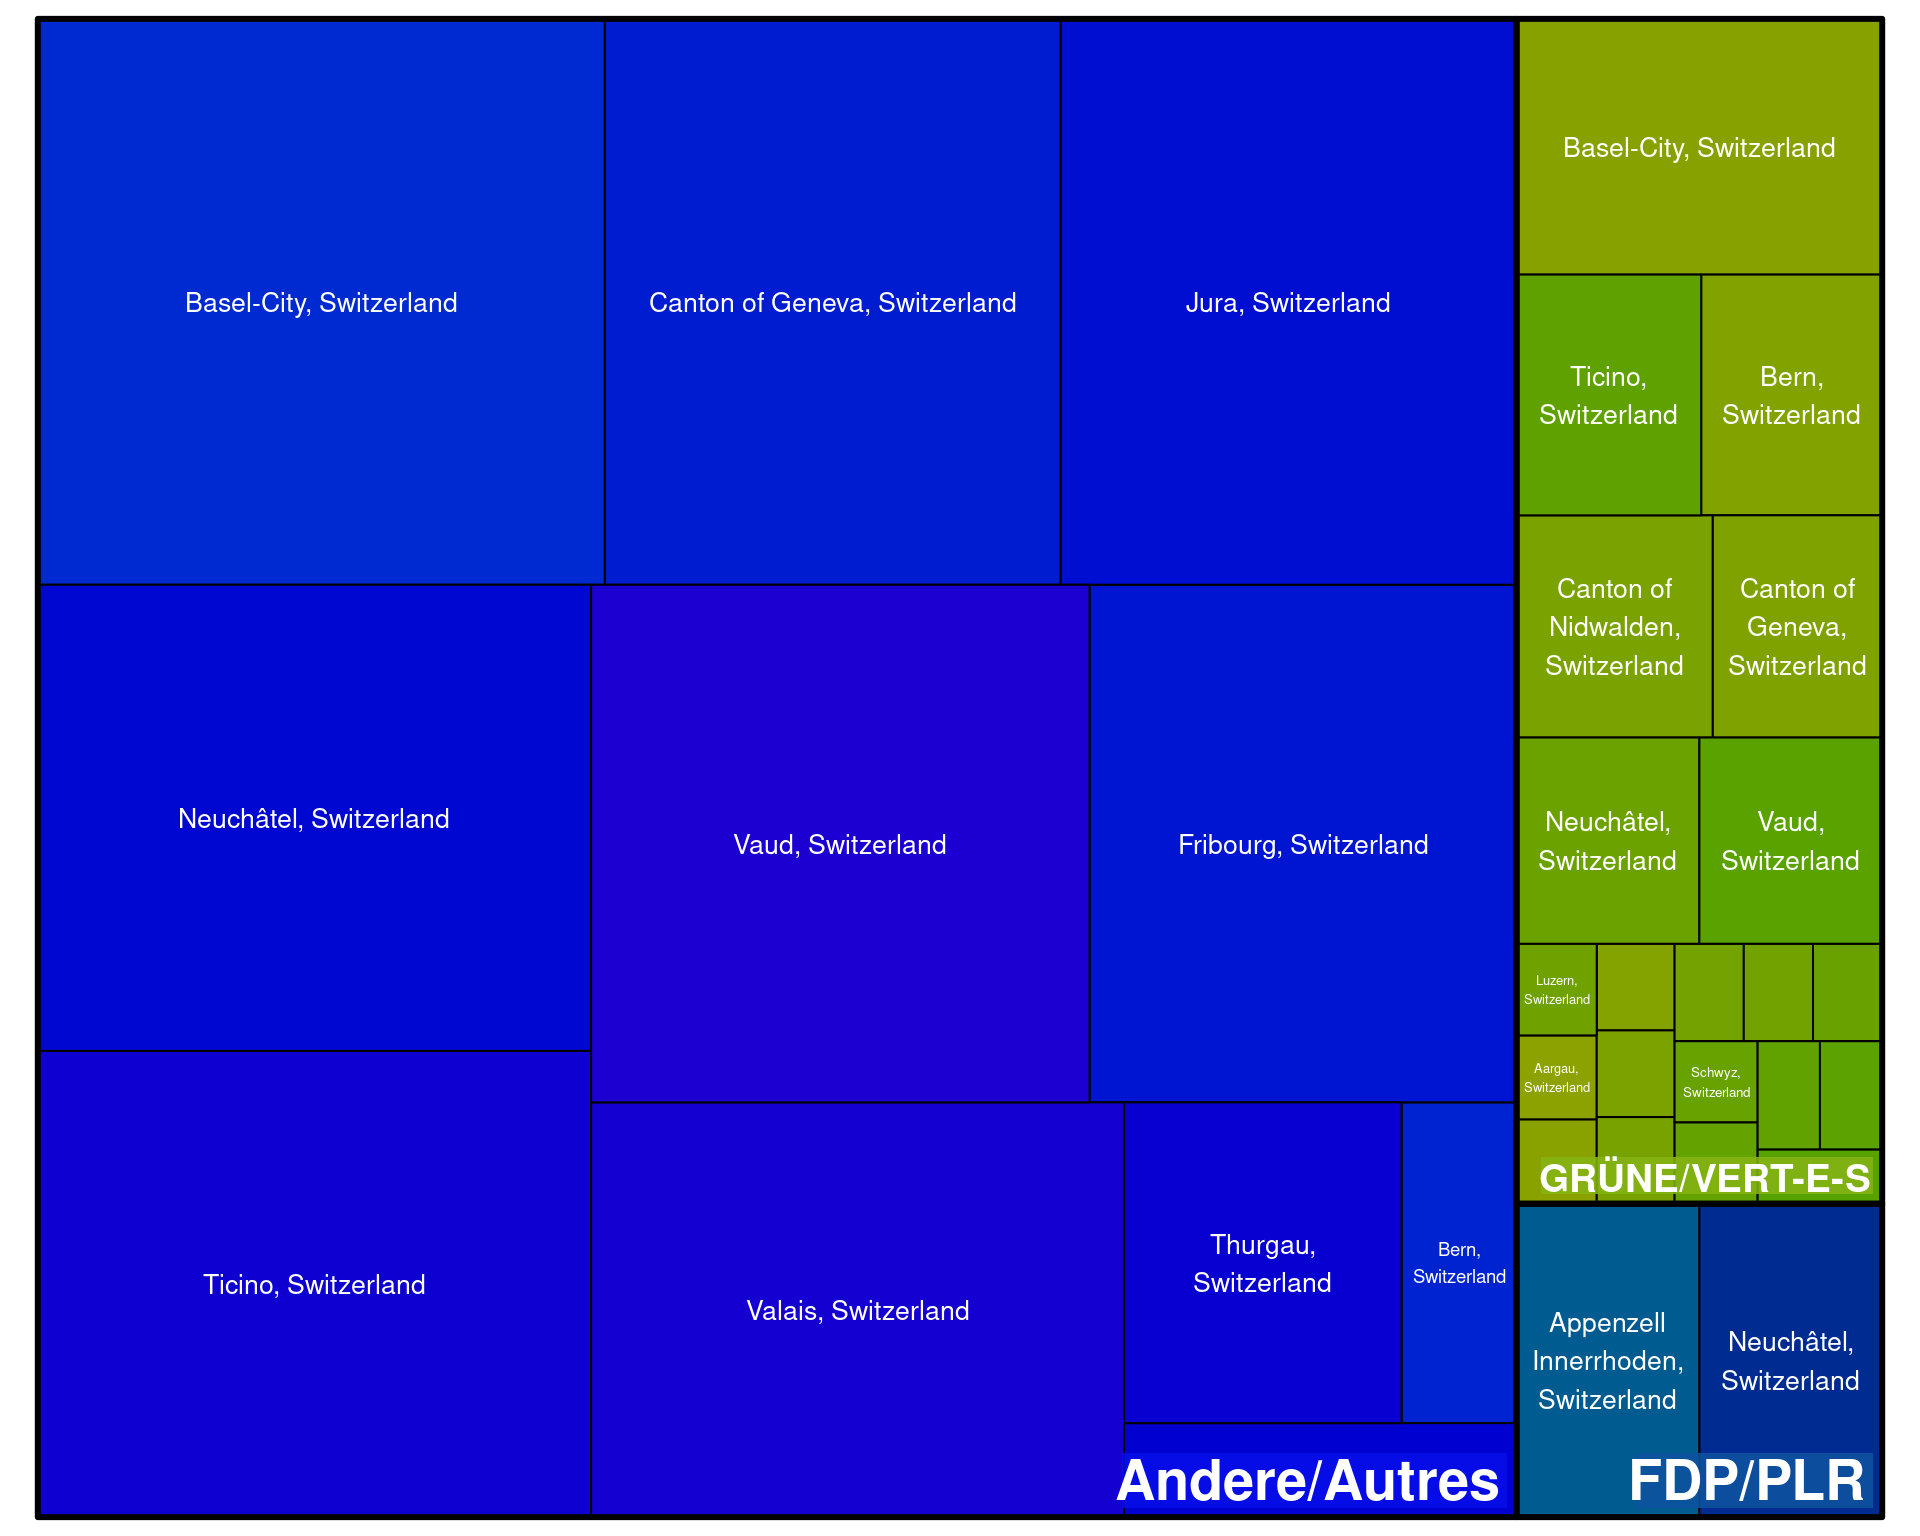 Basel-City, Switzerland
Canton of Geneva, Switzerland
Jura, Switzerland
Neuchâtel, Switzerland
Vaud, Switzerland
Fribourg, Switzerland
Ticino, Switzerland
Valais, Switzerland
Thurgau,
Switzerland
Bern,
Switzerland
Andere/Autres
Basel-City, Switzerland
Ticino,
Switzerland
Bern,
Switzerland
Canton of
Nidwalden,
Switzerland
Canton of
Geneva,
Switzerland
Neuchâtel,
Switzerland
Vaud,
Switzerland
Luzern,
Switzerland
Aargau,
Switzerland
Schwyz,
Switzerland
GRÜNE/VERT-E-S
Appenzell
Innerrhoden,
Switzerland
Neuchâtel,
Switzerland
FDP/PLR